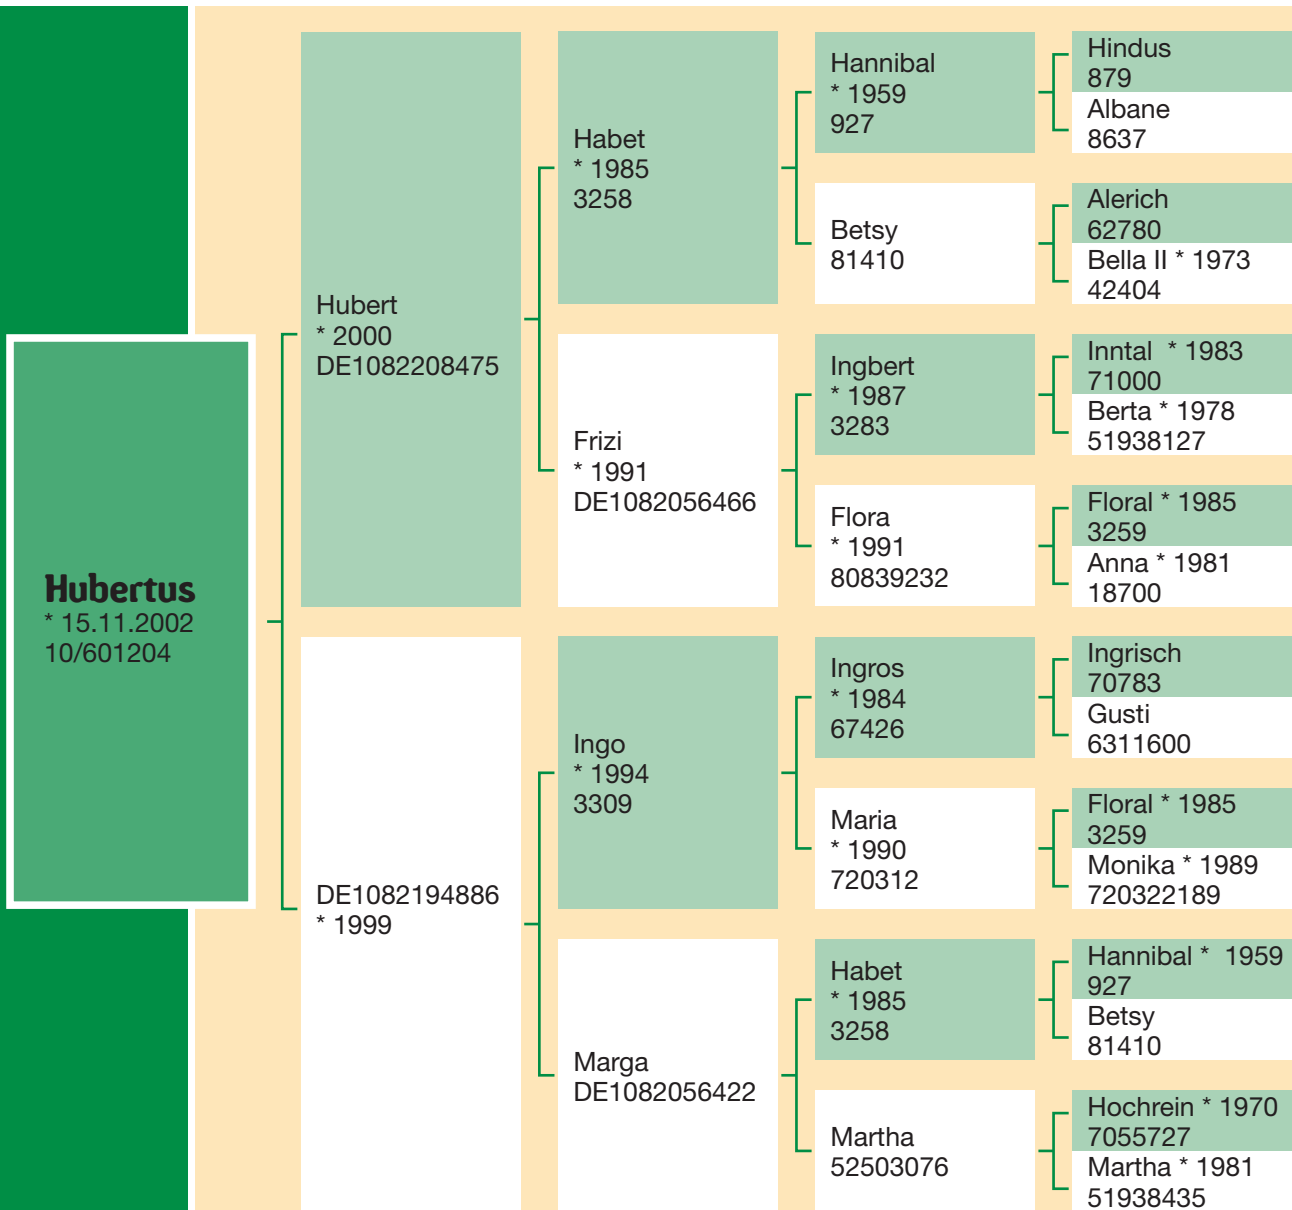 Hubertus
* 15.11.2002
10/601204
Hubert
* 2000
DE1082208475
DE1082194886
* 1999
Habet
* 1985
3258
Frizi
* 1991
DE1082056466
Ingo
* 1994
3309
Marga
DE1082056422
Hannibal
* 1959
927
Betsy
81410
Ingbert
* 1987
3283
Flora
* 1991
80839232
Ingros
* 1984
67426
Maria
* 1990
720312
Habet
* 1985
3258
Martha
52503076
Hindus
879
Albane
8637
Alerich
62780
Bella II * 1973
42404
Inntal * 1983
71000
Berta * 1978
51938127
Floral * 1985
3259
Anna * 1981
18700
Ingrisch
70783
Gusti
6311600
Floral * 1985
3259
Monika * 1989
720322189
Hannibal * 1959
927
Betsy
81410
Hochrein * 1970
7055727
Martha * 1981
51938435